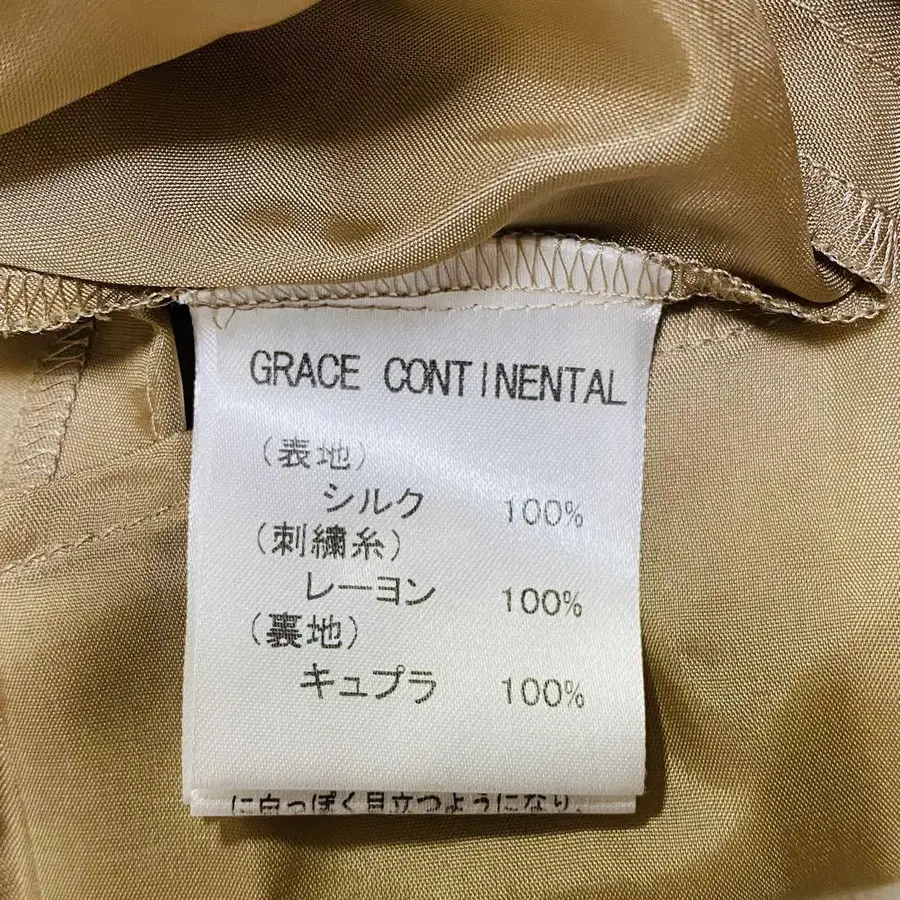 GRACE CONTINENTAL
(表地)
シルク 100%
(刺繍糸)
レーヨン 100%
(裏地)
キュプラ 100%
に白っぽく目立つようになり、